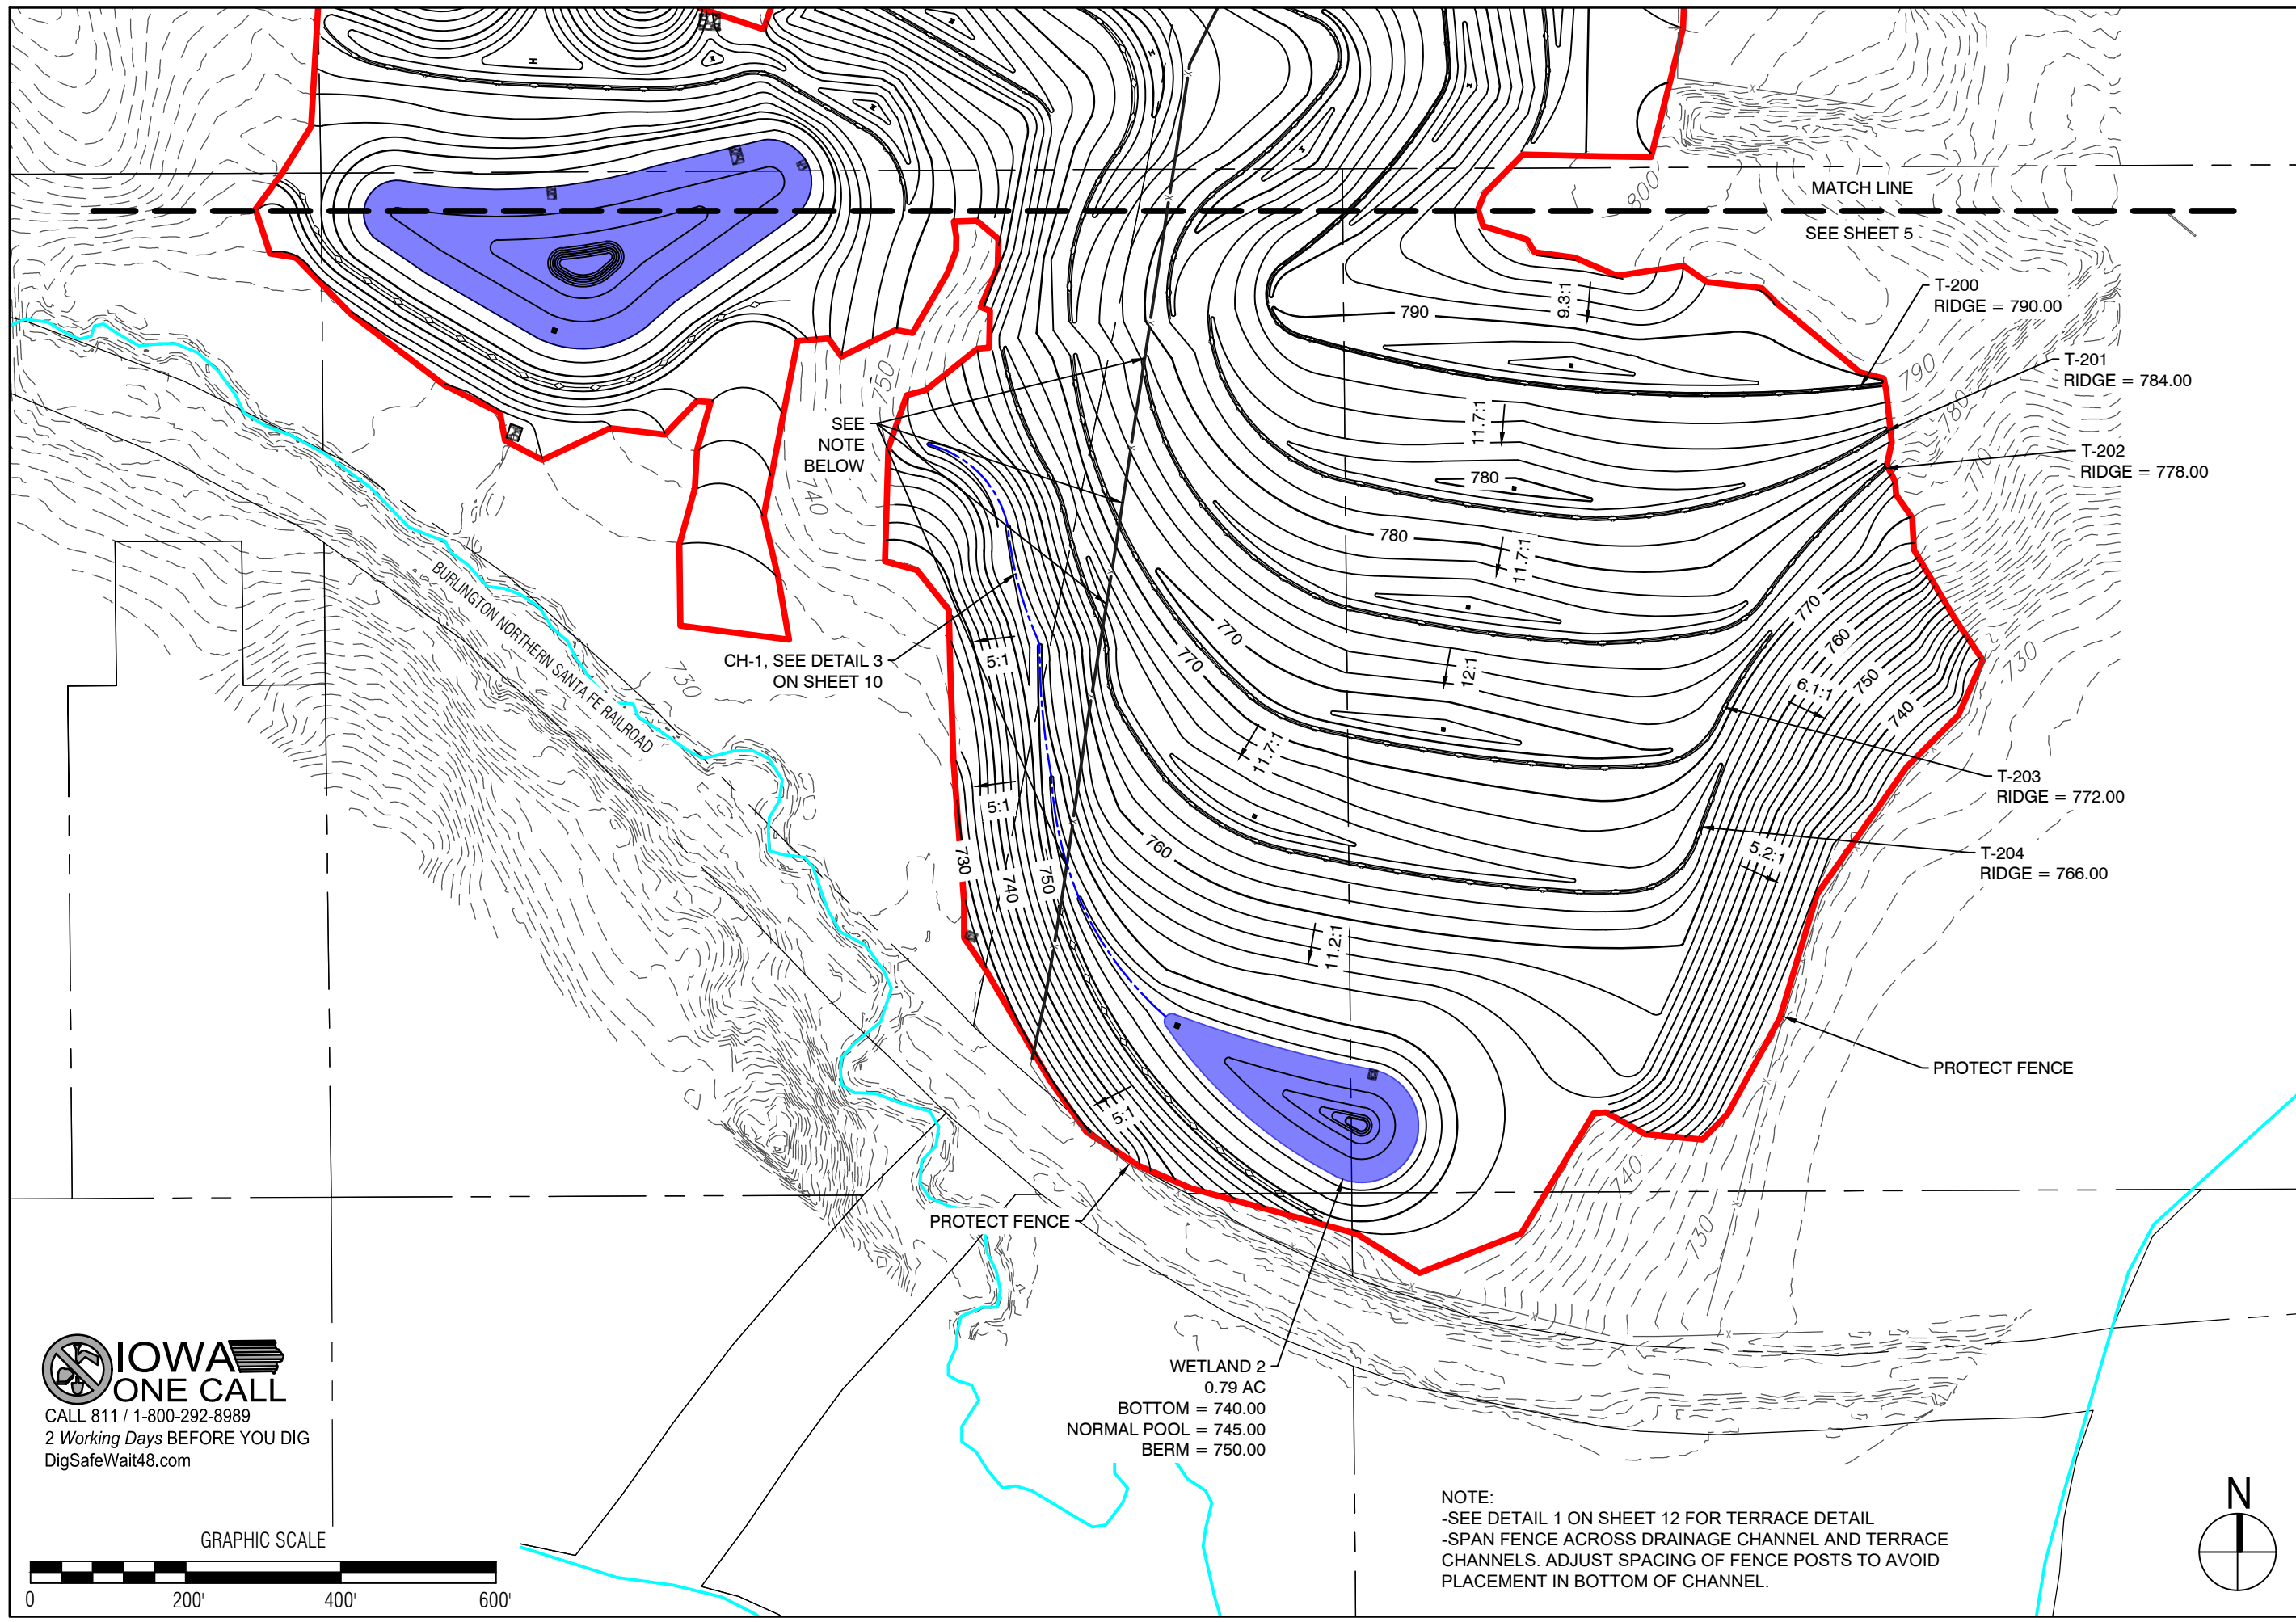 800
MATCH LINE
SEE SHEET 5
T-200
RIDGE = 790.00
9.3:1
790
790
T-201
RIDGE = 784.00
750
780
SEE
NOTE
BELOW
11.7:1
T-202
RIDGE = 778.00
780
740
780
11.7:1
BURLINGTON NORTHERN SANTA FE RAILROAD
770
770
760
730
770
CH-1, SEE DETAIL 3
ON SHEET 10
5:1
12:1
730
6.1:1
750
740
11.7:1
T-203
RIDGE = 772.00
5:1
730
740
750
760
5.2:1
T-204
RIDGE = 766.00
11.2:1
PROTECT FENCE
5:1
740
730
PROTECT FENCE
WETLAND 2
0.79 AC
BOTTOM = 740.00
NORMAL POOL = 745.00
BERM = 750.00
IOWA
ONE CALL
CALL 811 / 1-800-292-8989
2 Working Days BEFORE YOU DIG
DigSafeWait48.com
GRAPHIC SCALE
0 200' 400' 600'
NOTE:
-SEE DETAIL 1 ON SHEET 12 FOR TERRACE DETAIL
-SPAN FENCE ACROSS DRAINAGE CHANNEL AND TERRACE
CHANNELS. ADJUST SPACING OF FENCE POSTS TO AVOID
PLACEMENT IN BOTTOM OF CHANNEL.
N